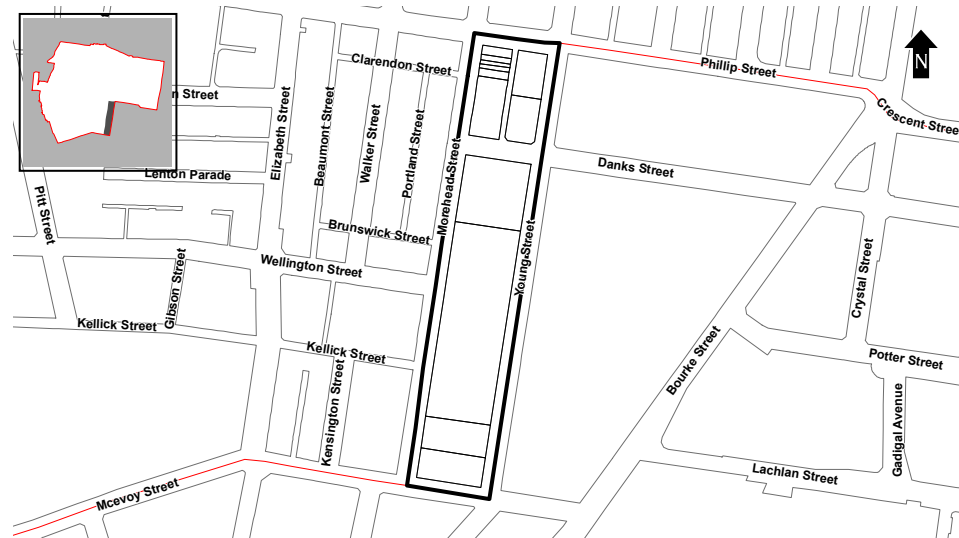 N
Phillip Street
Clarendon Street
n Street
Crescent Stree
Elizabeth Street
Beaumont Street
Walker Street
Portland Street
Morehead Street
Danks Street
Lenton Parade
Pitt Street
Brunswick Street
Young Street
Wellington Street
Gibson Street
Crystal Street
Kellick Street
Kellick Street
Bourke Street
Potter Street
Kensington Street
Gadigal Avenue
Lachlan Street
Mcevoy Street